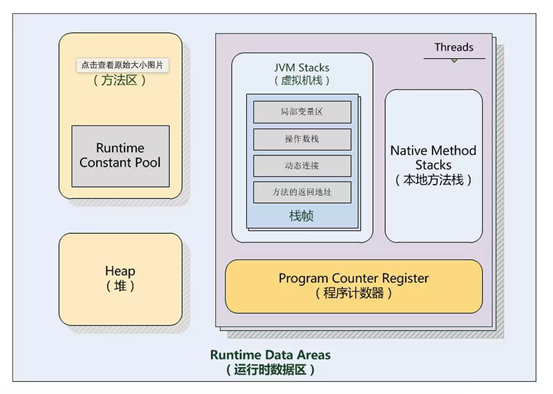 点击查看原始大小图片
（方法区）
Runtime
Constant Pool
Heap
（堆）
Threads
JVM Stacks
（虚拟机栈）
局部变量区
操作数栈
动态连接
方法的返回地址
栈帧
Native Method
Stacks
（本地方法栈）
Program Counter Register
（程序计数器）
Runtime Data Areas
（运行时数据区）